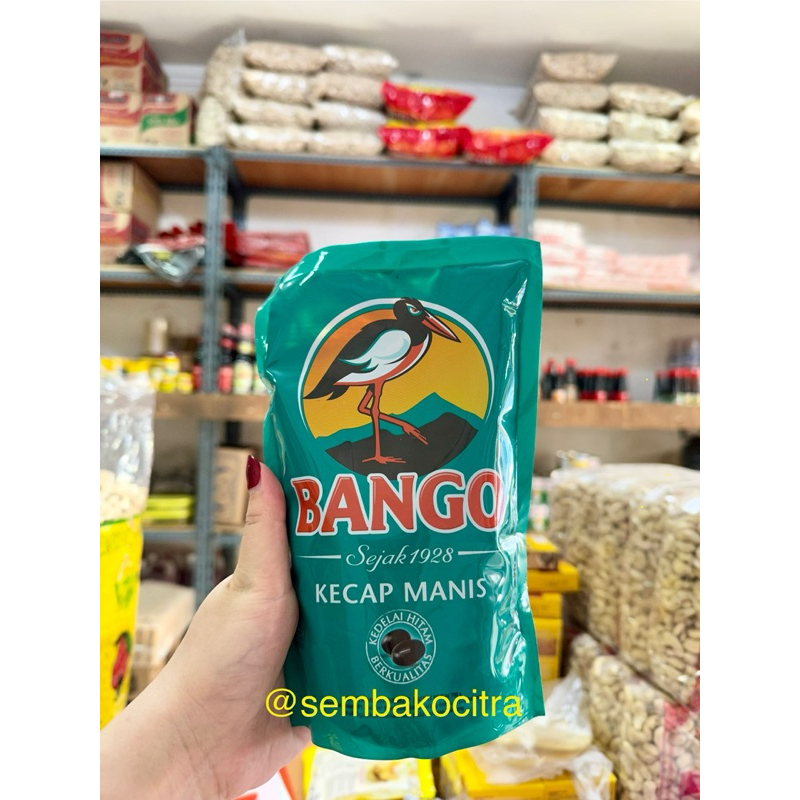 BANGO
Sejak 1928
KECAP MANIS
KEDELAI HITAM
BERKUALITAS
@sembakocitra